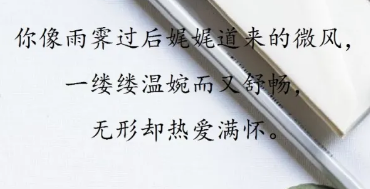 你像雨霁过后娓娓道来的微风，
一缕缕温婉而又舒畅，
无形却热爱满怀。